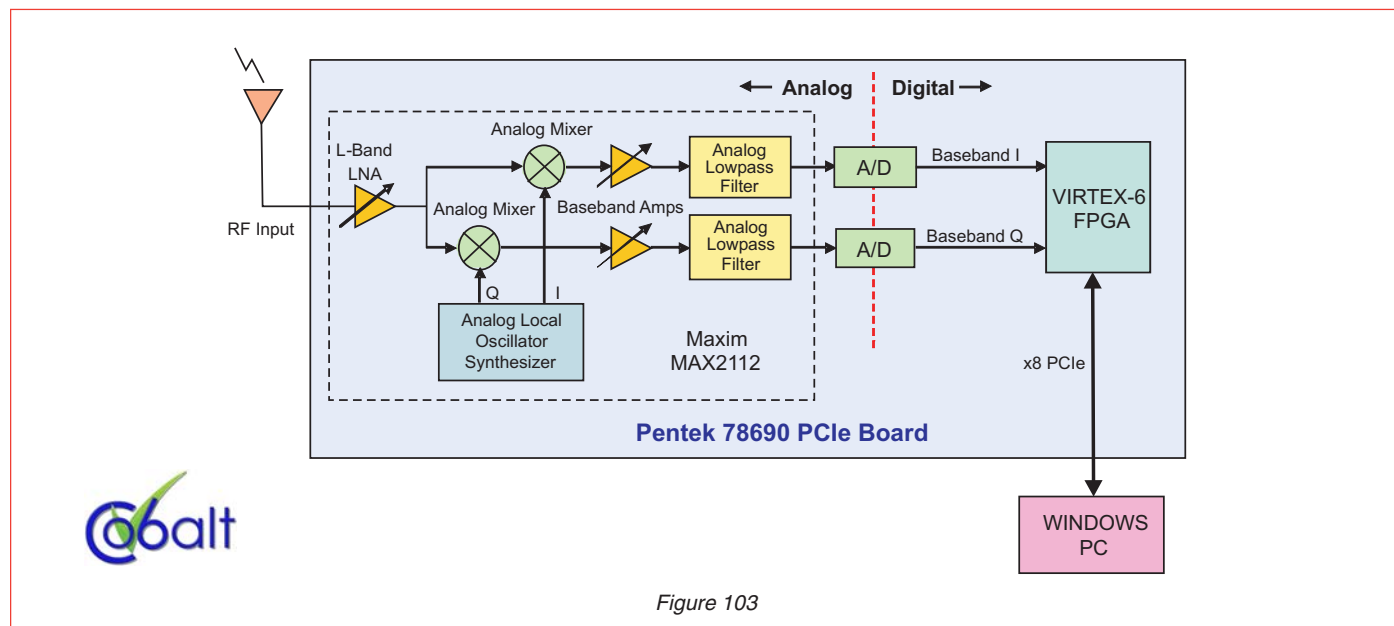 Analog
Digital
Analog Mixer
L-Band
LNA
Analog
Lowpass
Filter
A/D
Baseband I
VIRTEX-6
FPGA
RF Input
Analog Mixer
Baseband Amps
Analog
Lowpass
Filter
A/D
Baseband Q
Q
I
Analog Local
Oscillator
Synthesizer
Maxim
MAX2112
x8 PCIe
Pentek 78690 PCIe Board
Cobalt
WINDOWS
PC
Figure 103